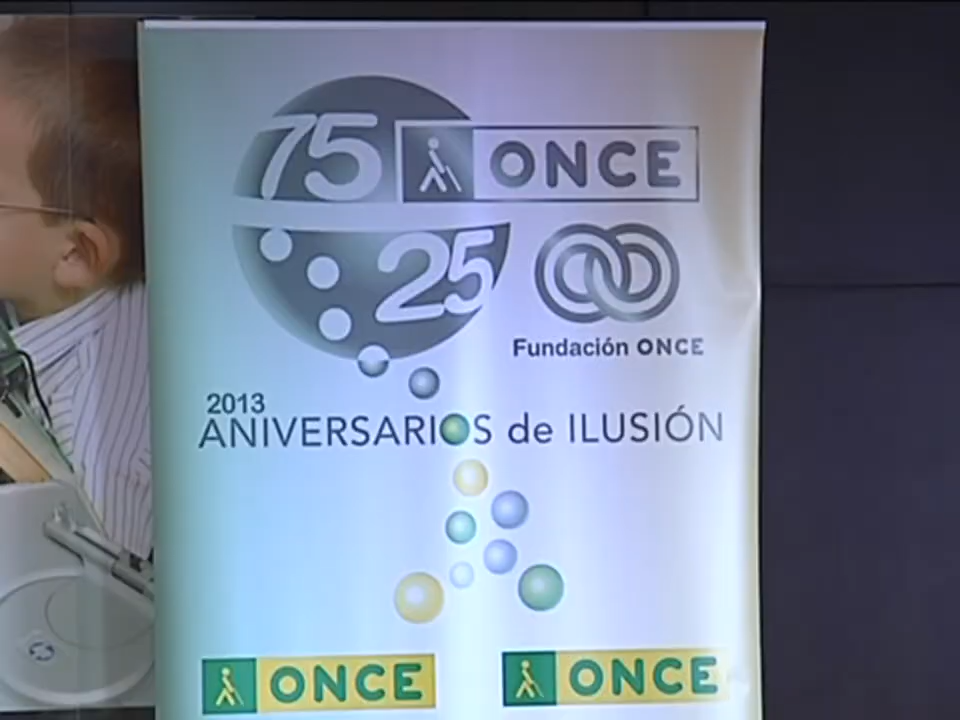 75 ONCE
25
Fundación ONCE
2013
ANIVERSARIOS de ILUSIÓN
ONCE ONCE